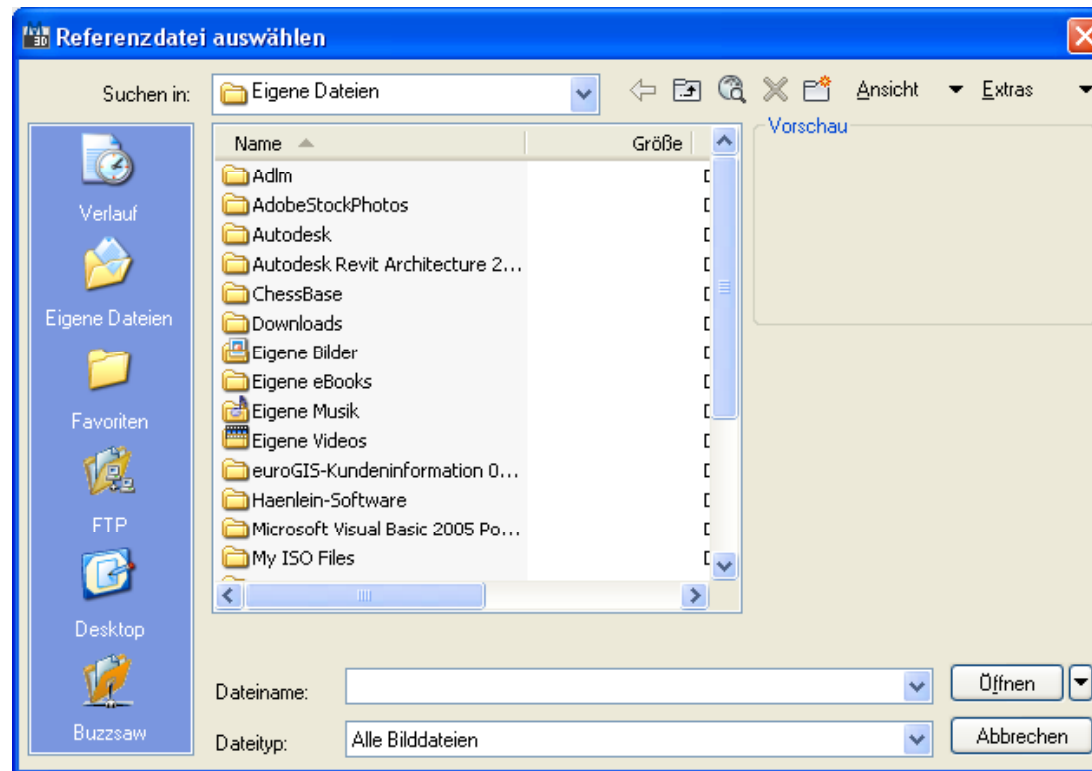 Referenzdatei auswählen
Suchen in:
Eigene Dateien
Ansicht
Extras
Verlauf
Eigene Dateien
Favoriten
FTP
Desktop
Buzzsaw
Name
Größe
Adlm
AdobeStockPhotos
Autodesk
Autodesk Revit Architecture 2...
ChessBase
Downloads
Eigene Bilder
Eigene eBooks
Eigene Musik
Eigene Videos
euroGIS-Kundeninformation 0...
Haenlein-Software
Microsoft Visual Basic 2005 Po...
My ISO Files
Vorschau
Dateiname:
Öffnen
Dateityp:
Alle Bilddateien
Abbrechen